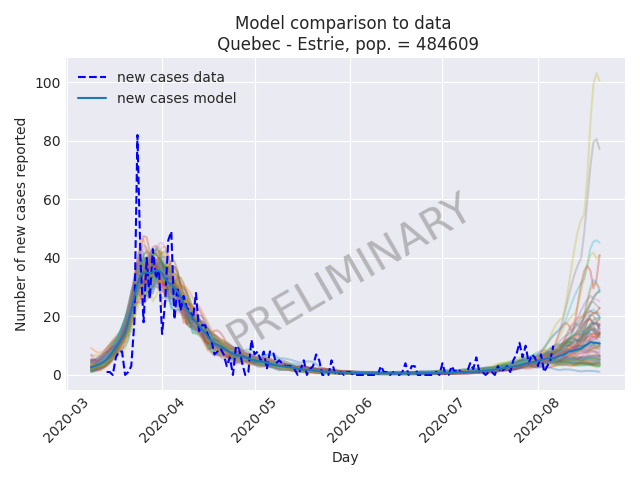 Model comparison to data
Quebec - Estrie, pop. = 484609
new cases data
new cases model
Number of new cases reported
100
80
60
40
20
0
PRELIMINARY
2020-03
2020-04
2020-05
2020-06
2020-07
2020-08
Day